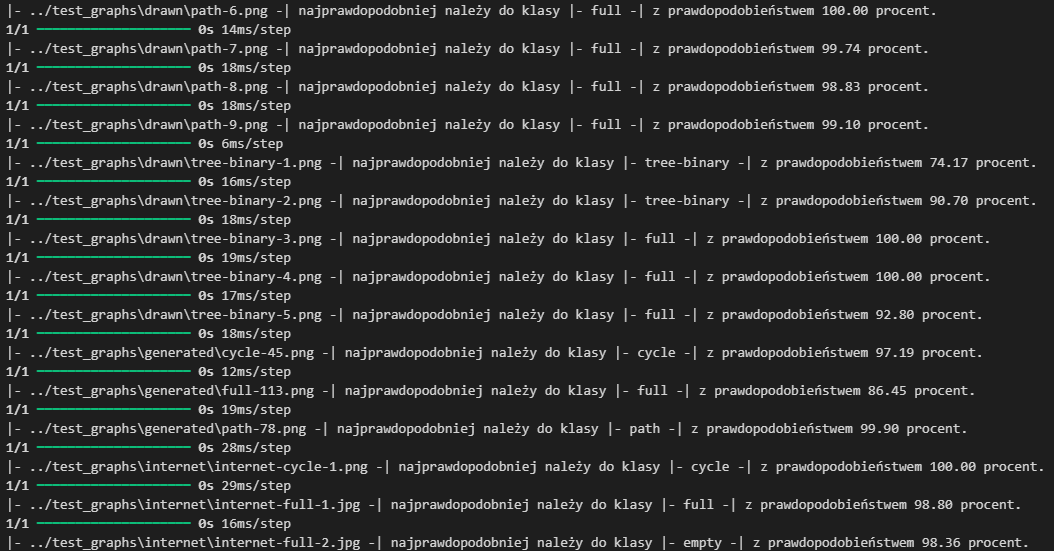 |- ../test_graphs\drawn\path-6.png -| najprawdopodobniej należy do klasy |- full -| z prawdopodobieństwem 100.00 procent.
1/1 ━━━━━━━━━━━━━━━━━━━━ 0s 14ms/step
|- ../test_graphs\drawn\path-7.png -| najprawdopodobniej należy do klasy |- full -| z prawdopodobieństwem 99.74 procent.
1/1 ━━━━━━━━━━━━━━━━━━━━ 0s 18ms/step
|- ../test_graphs\drawn\path-8.png -| najprawdopodobniej należy do klasy |- full -| z prawdopodobieństwem 98.83 procent.
1/1 ━━━━━━━━━━━━━━━━━━━━ 0s 18ms/step
|- ../test_graphs\drawn\path-9.png -| najprawdopodobniej należy do klasy |- full -| z prawdopodobieństwem 99.10 procent.
1/1 ━━━━━━━━━━━━━━━━━━━━ 0s 6ms/step
|- ../test_graphs\drawn\tree-binary-1.png -| najprawdopodobniej należy do klasy |- tree-binary -| z prawdopodobieństwem 74.17 procent.
1/1 ━━━━━━━━━━━━━━━━━━━━ 0s 16ms/step
|- ../test_graphs\drawn\tree-binary-2.png -| najprawdopodobniej należy do klasy |- tree-binary -| z prawdopodobieństwem 90.70 procent.
1/1 ━━━━━━━━━━━━━━━━━━━━ 0s 18ms/step
|- ../test_graphs\drawn\tree-binary-3.png -| najprawdopodobniej należy do klasy |- full -| z prawdopodobieństwem 100.00 procent.
1/1 ━━━━━━━━━━━━━━━━━━━━ 0s 19ms/step
|- ../test_graphs\drawn\tree-binary-4.png -| najprawdopodobniej należy do klasy |- full -| z prawdopodobieństwem 100.00 procent.
1/1 ━━━━━━━━━━━━━━━━━━━━ 0s 17ms/step
|- ../test_graphs\drawn\tree-binary-5.png -| najprawdopodobniej należy do klasy |- full -| z prawdopodobieństwem 92.80 procent.
1/1 ━━━━━━━━━━━━━━━━━━━━ 0s 18ms/step
|- ../test_graphs\generated\cycle-45.png -| najprawdopodobniej należy do klasy |- cycle -| z prawdopodobieństwem 97.19 procent.
1/1 ━━━━━━━━━━━━━━━━━━━━ 0s 12ms/step
|- ../test_graphs\generated\full-113.png -| najprawdopodobniej należy do klasy |- full -| z prawdopodobieństwem 86.45 procent.
1/1 ━━━━━━━━━━━━━━━━━━━━ 0s 19ms/step
|- ../test_graphs\generated\path-78.png -| najprawdopodobniej należy do klasy |- path -| z prawdopodobieństwem 99.90 procent.
1/1 ━━━━━━━━━━━━━━━━━━━━ 0s 28ms/step
|- ../test_graphs\internet\internet-cycle-1.png -| najprawdopodobniej należy do klasy |- cycle -| z prawdopodobieństwem 100.00 procent.
1/1 ━━━━━━━━━━━━━━━━━━━━ 0s 29ms/step
|- ../test_graphs\internet\internet-full-1.jpg -| najprawdopodobniej należy do klasy |- full -| z prawdopodobieństwem 98.80 procent.
1/1 ━━━━━━━━━━━━━━━━━━━━ 0s 16ms/step
|- ../test_graphs\internet\internet-full-2.jpg -| najprawdopodobniej należy do klasy |- empty -| z prawdopodobieństwem 98.36 procent.